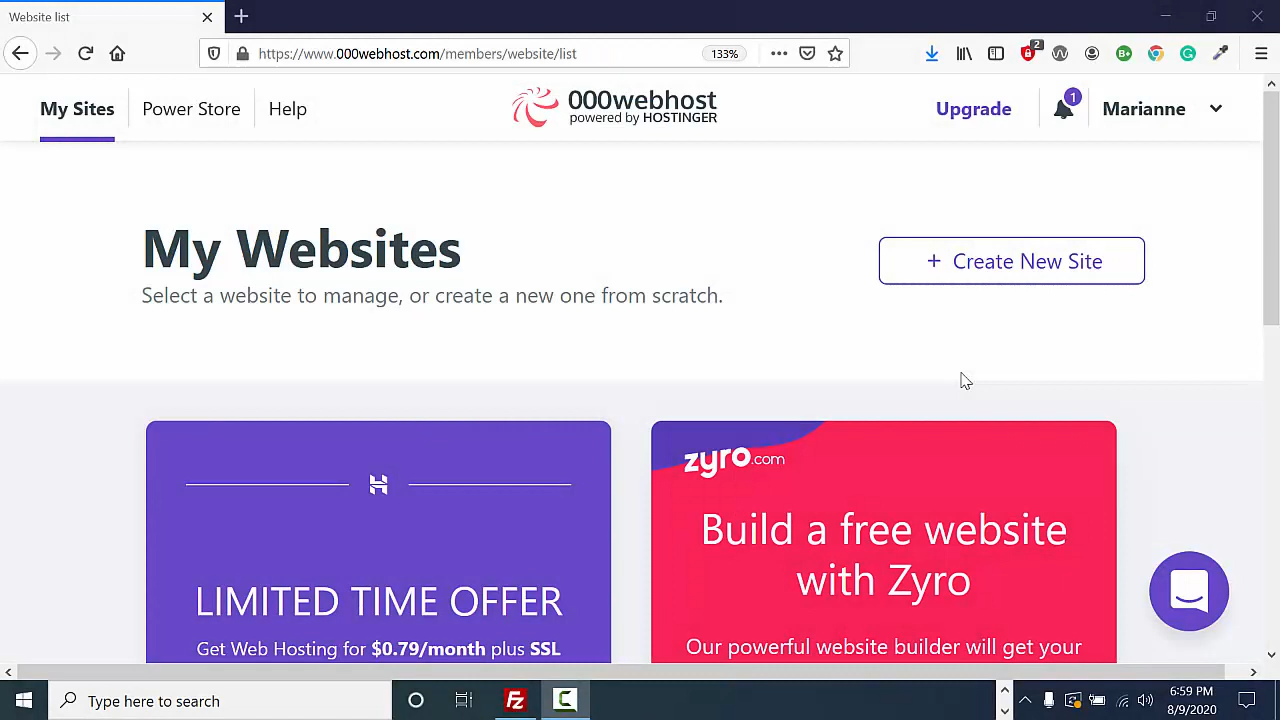 Website list
https://www.000webhost.com/members/website/list
133%
2
B+
G
My Sites
Power Store
Help
000webhost
powered by HOSTINGER
Upgrade
1
Marianne
My Websites
Select a website to manage, or create a new one from scratch.
+ Create New Site
H
LIMITED TIME OFFER
Get Web Hosting for $0.79/month plus SSL
zyro.com
Build a free website
with Zyro
Our powerful website builder will get your
Type here to search
Fz
C
6:59 PM
8/9/2020